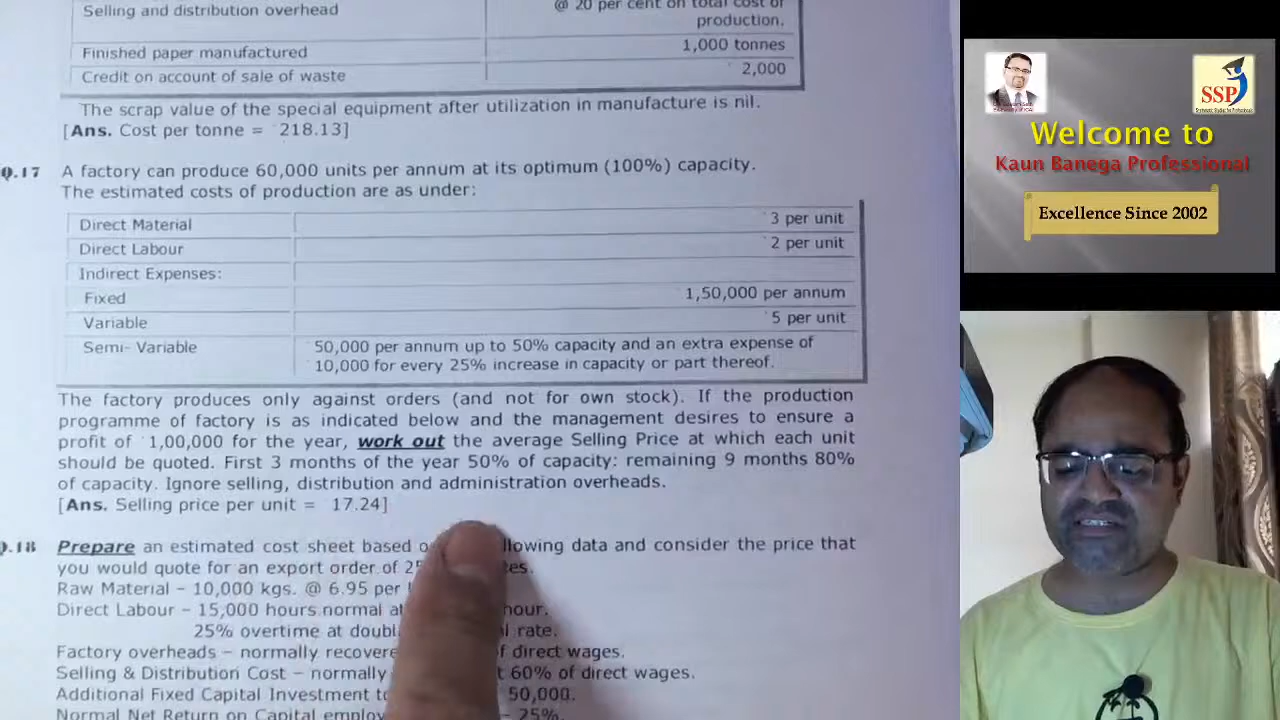 Selling and distribution overhead
@ 20 per cent on total cost of
production.
Finished paper manufactured 1,000 tonnes
Credit on account of sale of waste 2,000
The scrap value of the special equipment after utilization in manufacture is nil.
[Ans. Cost per tonne = 218.13]
Q.17 A factory can produce 60,000 units per annum at its optimum (100%) capacity.
The estimated costs of production are as under:
Direct Material 3 per unit
Direct Labour 2 per unit
Indirect Expenses:
Fixed 1,50,000 per annum
Variable 5 per unit
Semi- Variable 50,000 per annum up to 50% capacity and an extra expense of
10,000 for every 25% increase in capacity or part thereof.
The factory produces only against orders (and not for own stock). If the production
programme of factory is as indicated below and the management desires to ensure a
profit of 1,00,000 for the year, work out the average Selling Price at which each unit
should be quoted. First 3 months of the year 50% of capacity: remaining 9 months 80%
of capacity. Ignore selling, distribution and administration overheads.
[Ans. Selling price per unit = 17.24]
Q.18 Prepare an estimated cost sheet based llowing data and consider the price that
you would quote for an export order of
Raw Material – 10,000 kgs. @ 6.95 per
Direct Labour – 15,000 hours normal hour.
25% overtime at rate.
Factory overheads – normally of direct wages.
Selling & Distribution Cost – normally 60% of direct wages.
Additional Fixed Capital Investment 50,000.
Normal Net Return on Capital – 25%.
SSP
Welcome to
Kaun Banega Professional
Excellence Since 2002